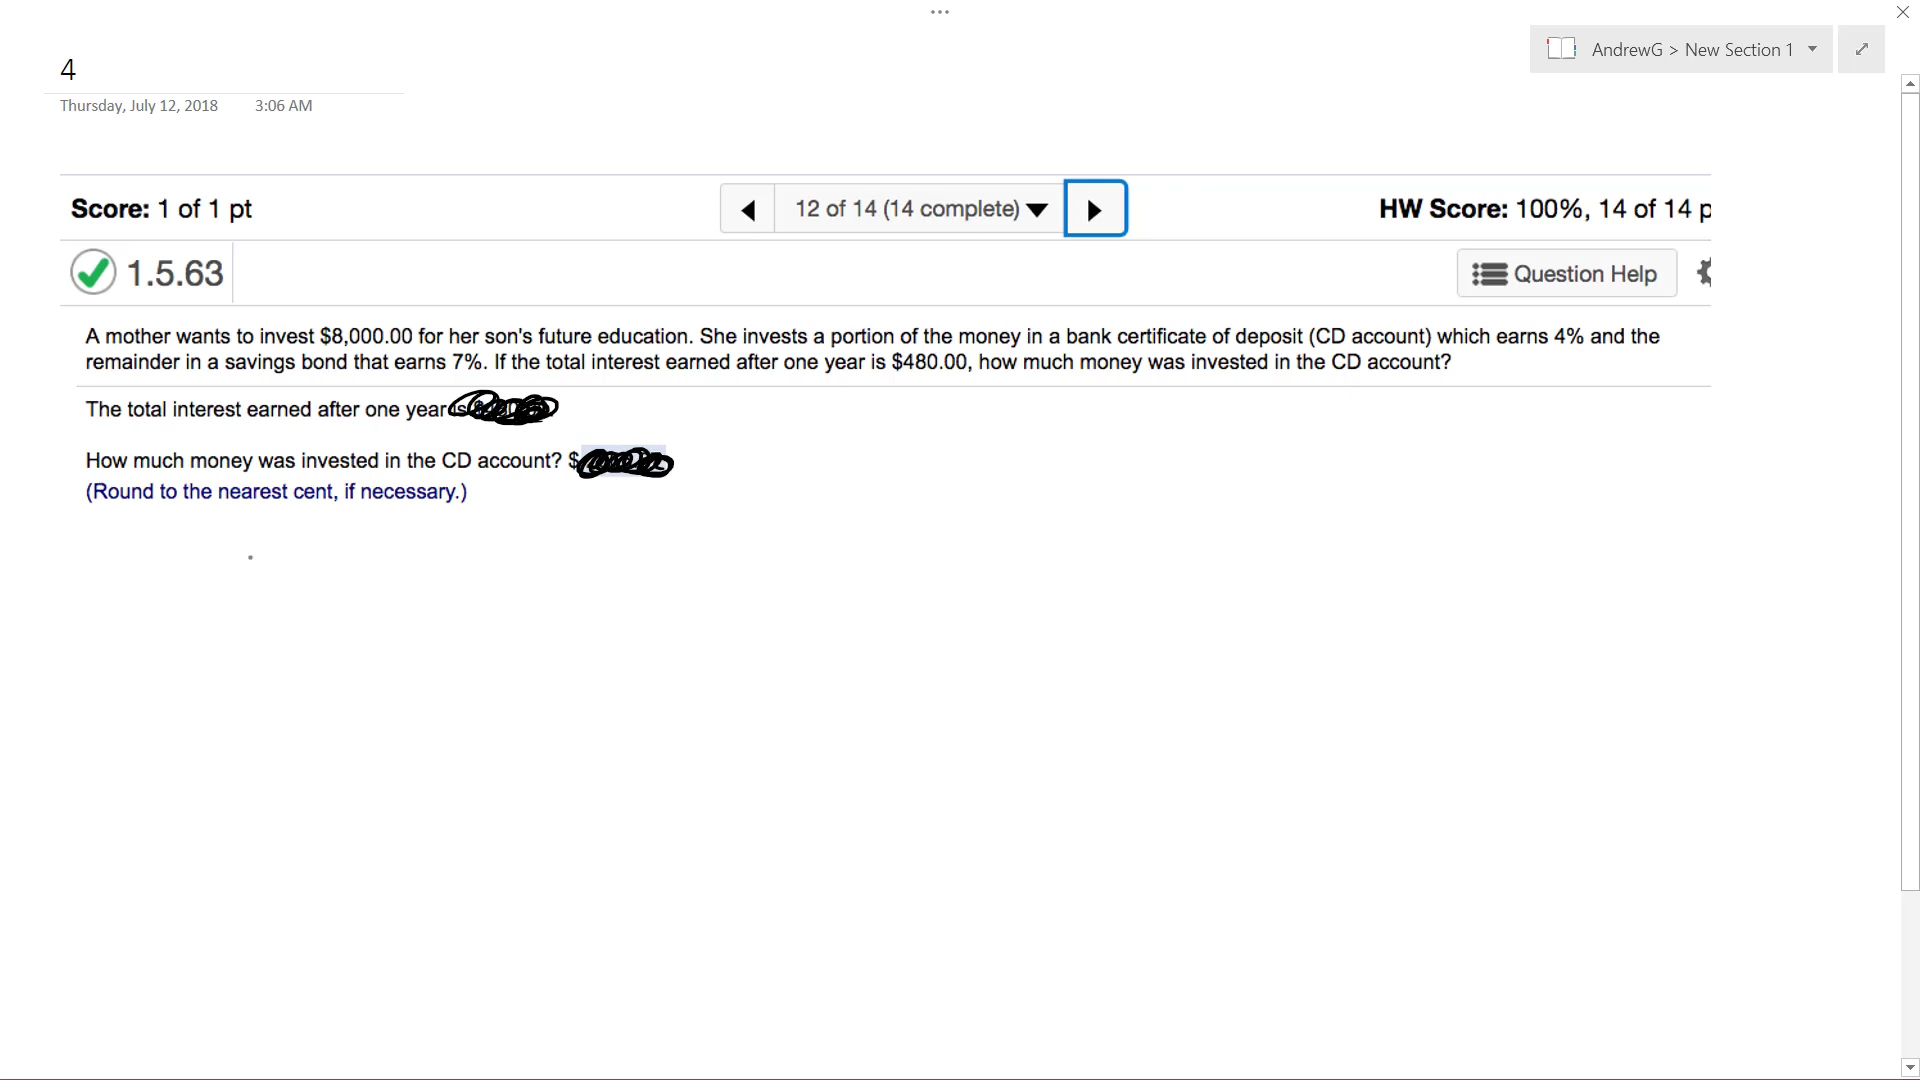 4
Thursday, July 12, 2018 3:06 AM
AndrewG > New Section 1
Score: 1 of 1 pt
12 of 14 (14 complete)
HW Score: 100%, 14 of 14 p
1.5.63
Question Help
A mother wants to invest $8,000.00 for her son's future education. She invests a portion of the money in a bank certificate of deposit (CD account) which earns 4% and the
remainder in a savings bond that earns 7%. If the total interest earned after one year is $480.00, how much money was invested in the CD account?
The total interest earned after one year
How much money was invested in the CD account? $
(Round to the nearest cent, if necessary.)